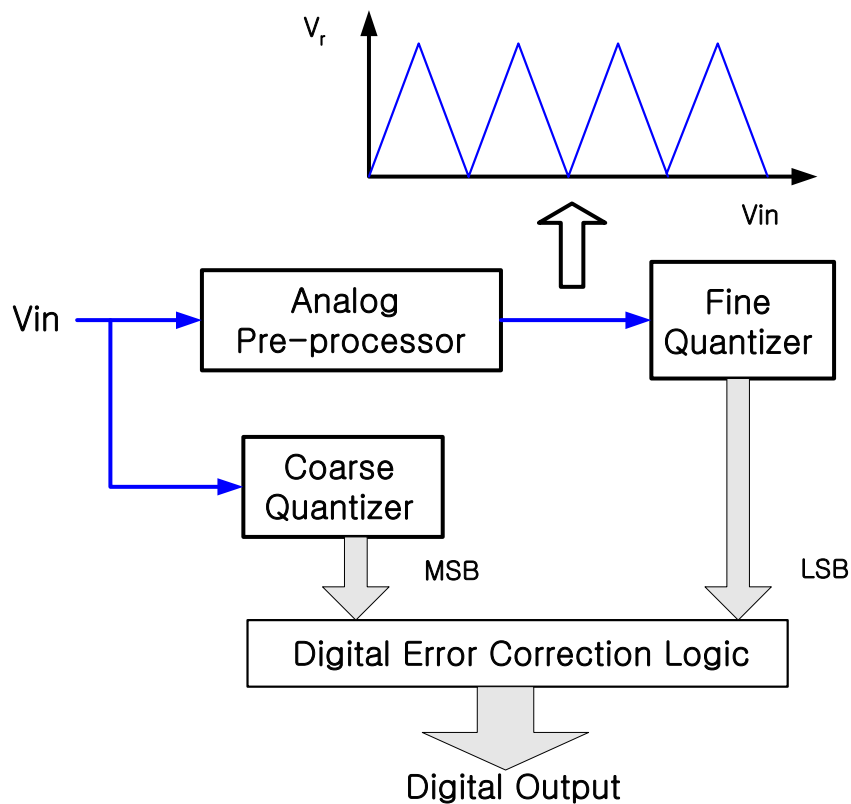 Vr
Vin
Vin
Analog
Pre-processor
Fine
Quantizer
Coarse
Quantizer
MSB
LSB
Digital Error Correction Logic
Digital Output